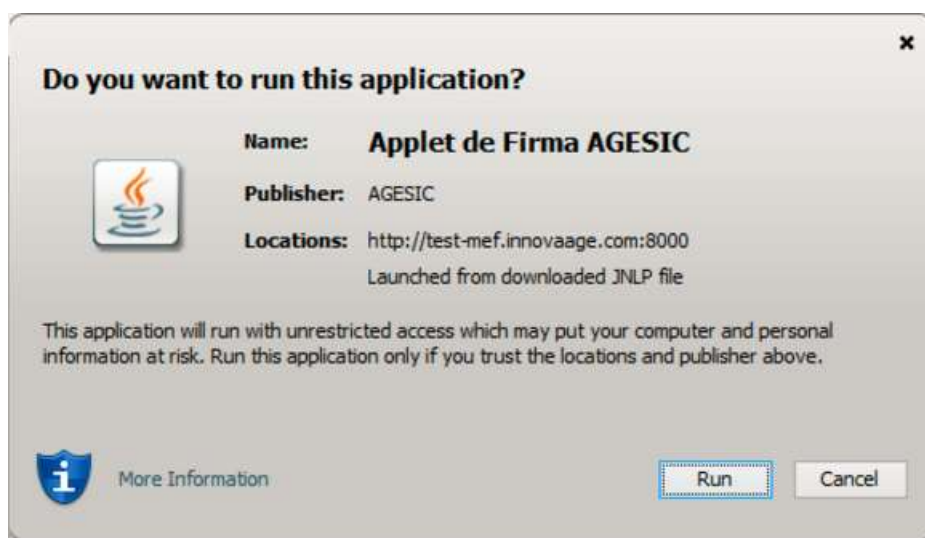 Do you want to run this application?
Name: Applet de Firma AGESIC
Publisher: AGESIC
Locations: http://test-mef.innovaage.com:8000
Launched from downloaded JNLP file
This application will run with unrestricted access which may put your computer and personal
information at risk. Run this application only if you trust the locations and publisher above.
More Information
Run
Cancel